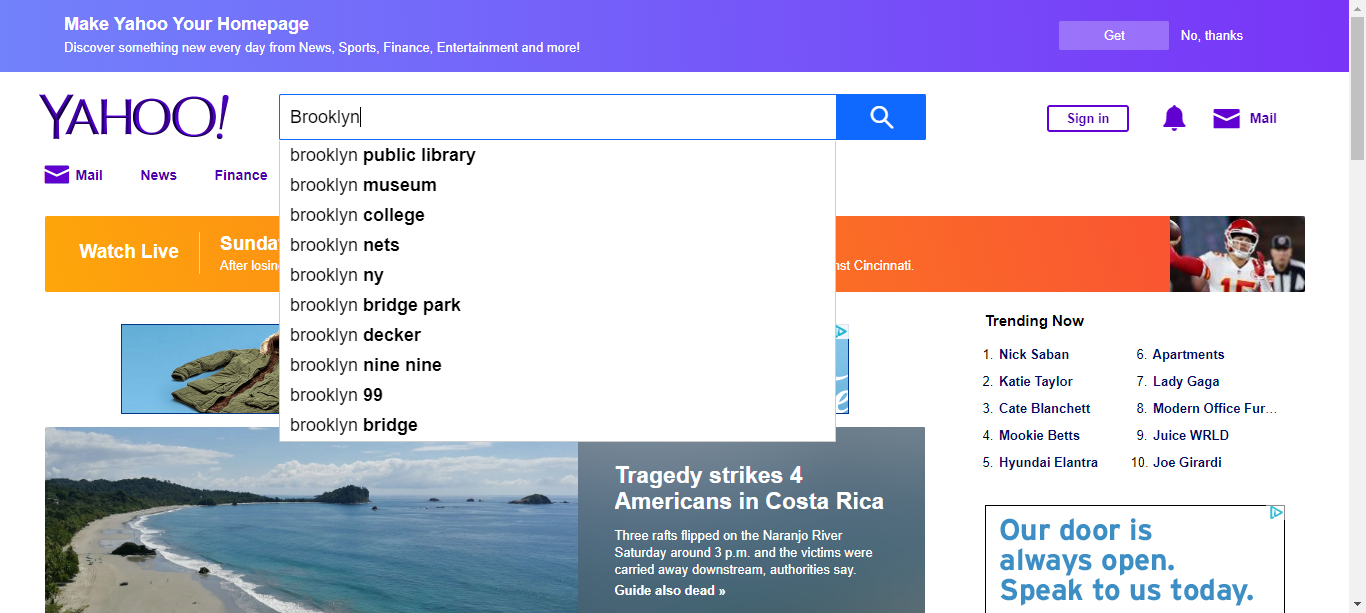 Make Yahoo Your Homepage
Discover something new every day from News, Sports, Finance, Entertainment and more!
Get
No, thanks
YAHOO!
Brooklyn
Sign in
Mail
brooklyn public library
brooklyn museum
brooklyn college
brooklyn nets
brooklyn ny
brooklyn bridge park
brooklyn decker
brooklyn nine nine
brooklyn 99
brooklyn bridge
Mail
News
Finance
Watch Live
After
Cincinnati.
15
Trending Now
1. Nick Saban
2. Katie Taylor
3. Cate Blanchett
4. Mookie Betts
5. Hyundai Elantra
6. Apartments
7. Lady Gaga
8. Modern Office Fur...
9. Juice WRLD
10. Joe Girardi
Tragedy strikes 4
Americans in Costa Rica
Three rafts flipped on the Naranjo River
Saturday around 3 p.m. and the victims were
carried away downstream, authorities say.
Guide also dead »
Our door is
always open.
Speak to us today.